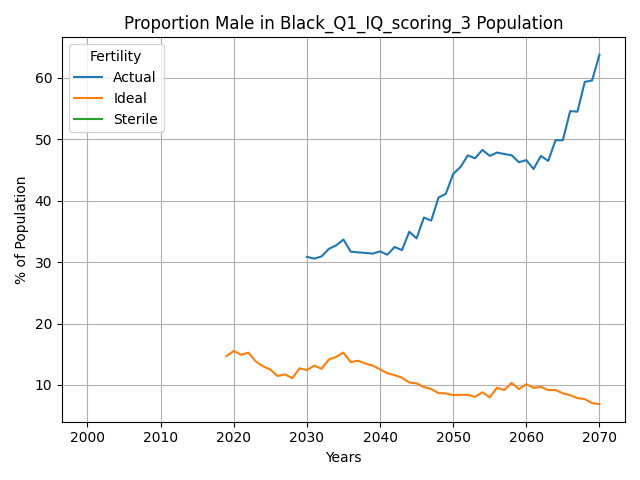 Proportion Male in Black_Q1_IQ_scoring_3 Population
Fertility
Actual
Ideal
Sterile
% of Population
60
50
40
30
20
10
2000 2010 2020 2030 2040 2050 2060 2070
Years